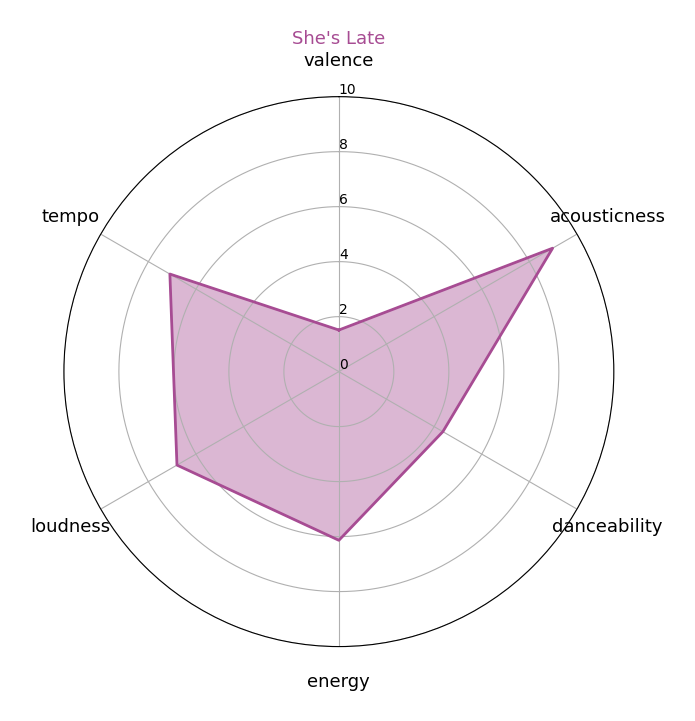 She's Late
valence
10
8
6
4
2
0
tempo
acousticness
loudness
danceability
energy